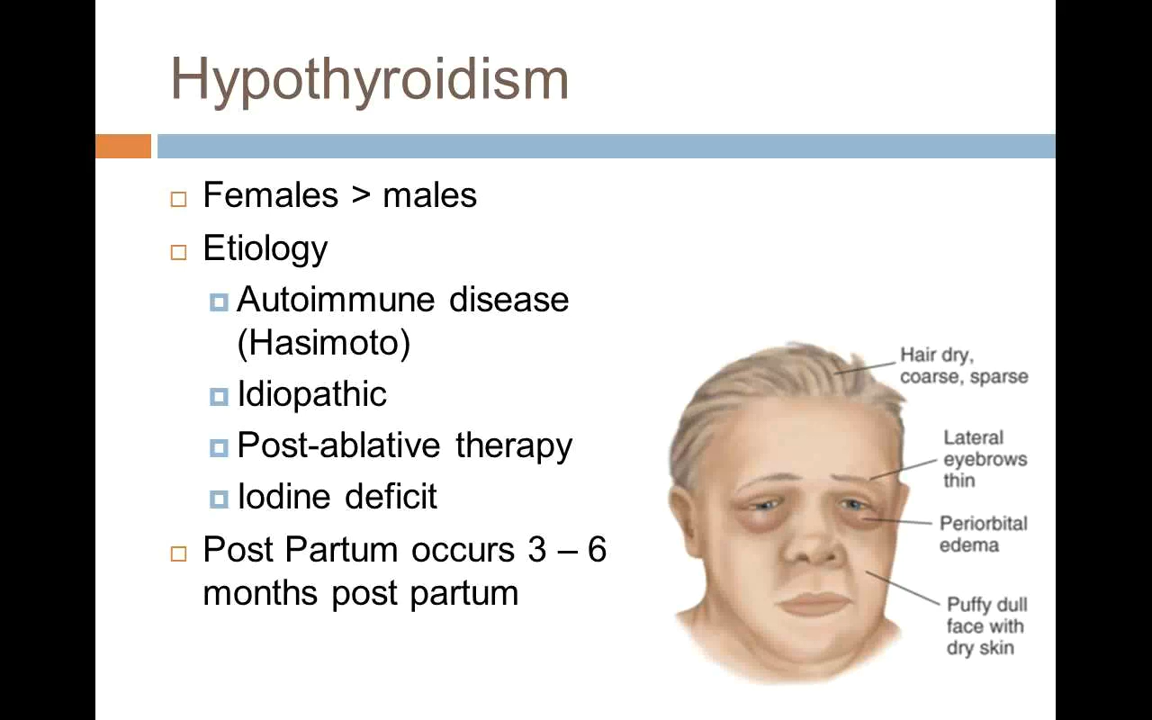 Hypothyroidism
Females > males
Etiology
Autoimmune disease
(Hasimoto)
Idiopathic
Post-ablative therapy
Iodine deficit
Post Partum occurs 3 – 6
months post partum
Hair dry,
coarse, sparse
Lateral
eyebrows
thin
Periorbital
edema
Puffy dull
face with
dry skin